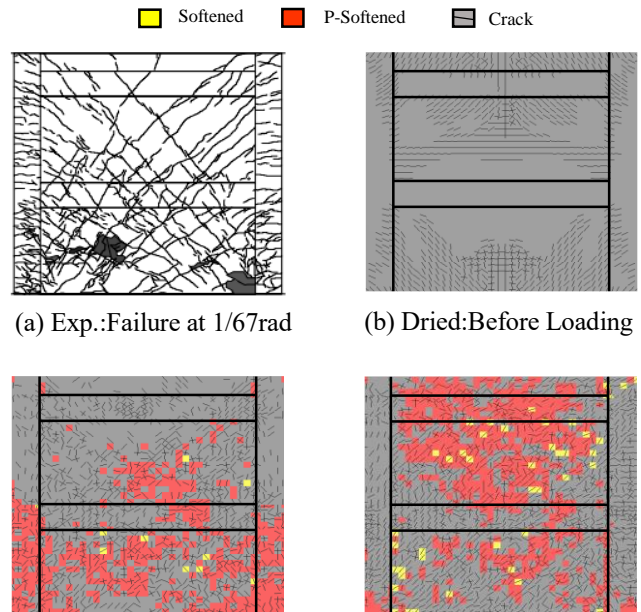 Softened P-Softened Crack
(a) Exp.:Failure at 1/67rad (b) Dried:Before Loading